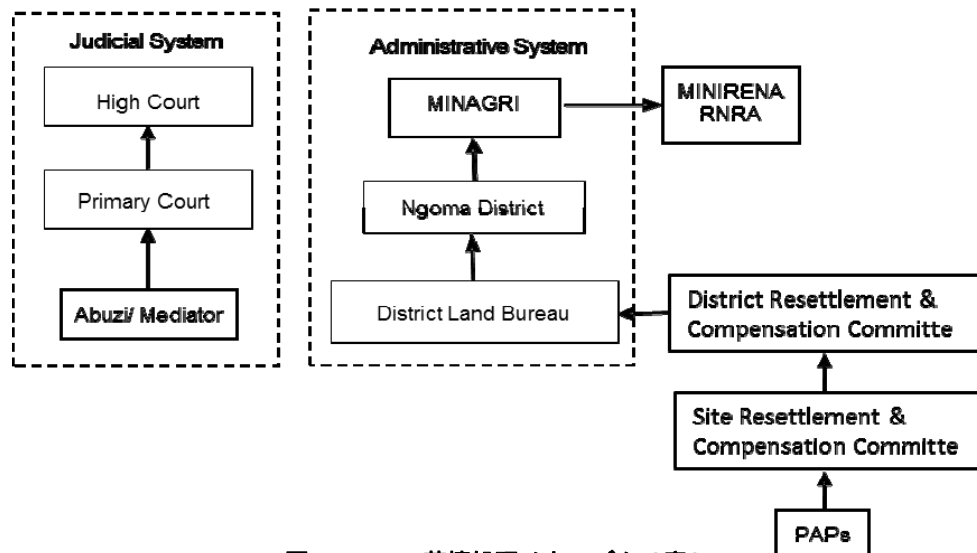 Judicial System
High Court
Primary Court
Abuzi/ Mediator
Administrative System
MINAGRI
Ngoma District
District Land Bureau
MINIRENA
RNRA
District Resettlement &
Compensation Committe
Site Resettlement &
Compensation Committe
PAPs